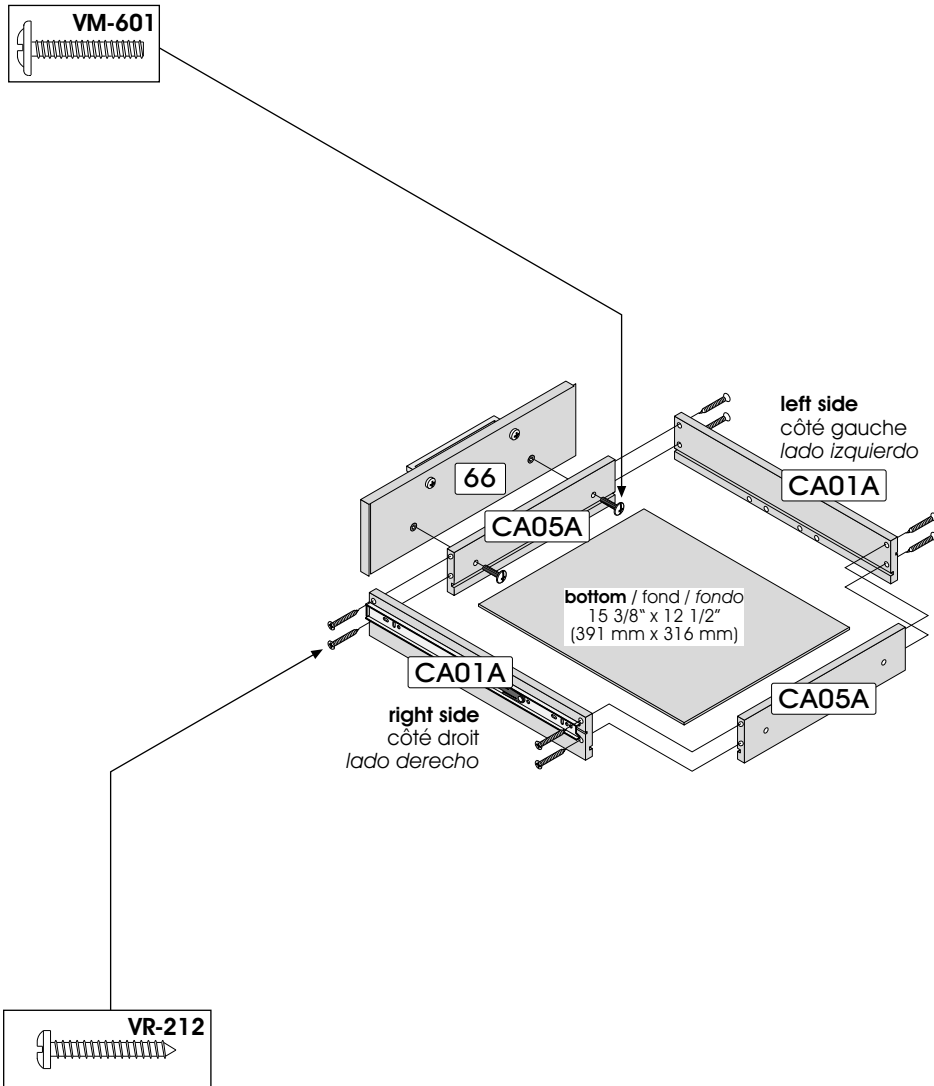 VM-601
left side
côté gauche
lado izquierdo
CA01A
66
CA05A
bottom / fond / fondo
15 3/8“ x 12 1/2”
(391 mm x 316 mm)
CA01A
right side
côté droit
lado derecho
CA05A
VR-212